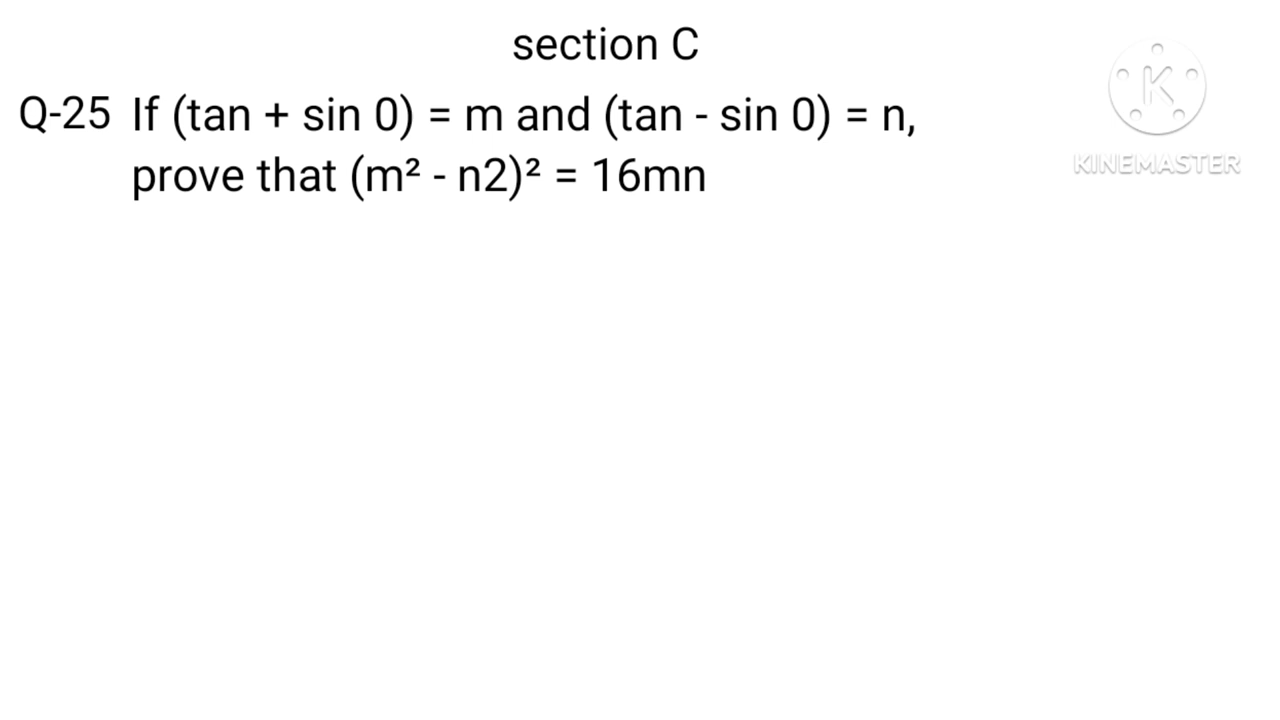 section C
Q-25 If (tan + sin 0) = m and (tan - sin 0) = n,
prove that (m² - n2)² = 16mn
K
KINEMASTER